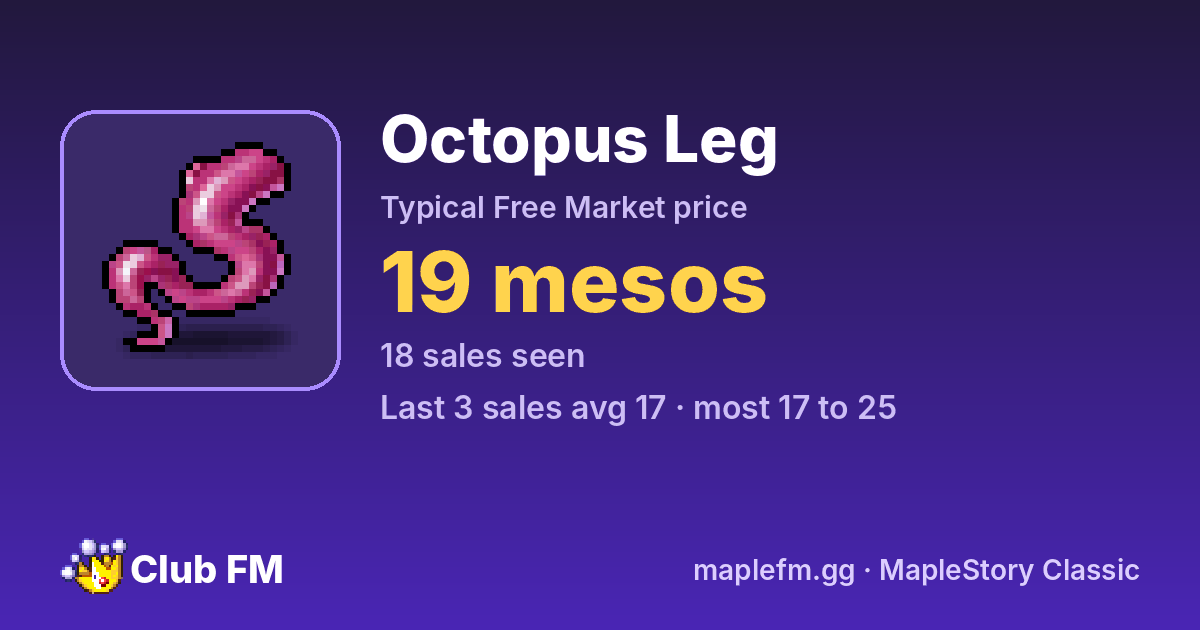 Octopus Leg
Typical Free Market price
19 mesos
18 sales seen
Last 3 sales avg 17 · most 17 to 25
Club FM
maplefm.gg · MapleStory Classic